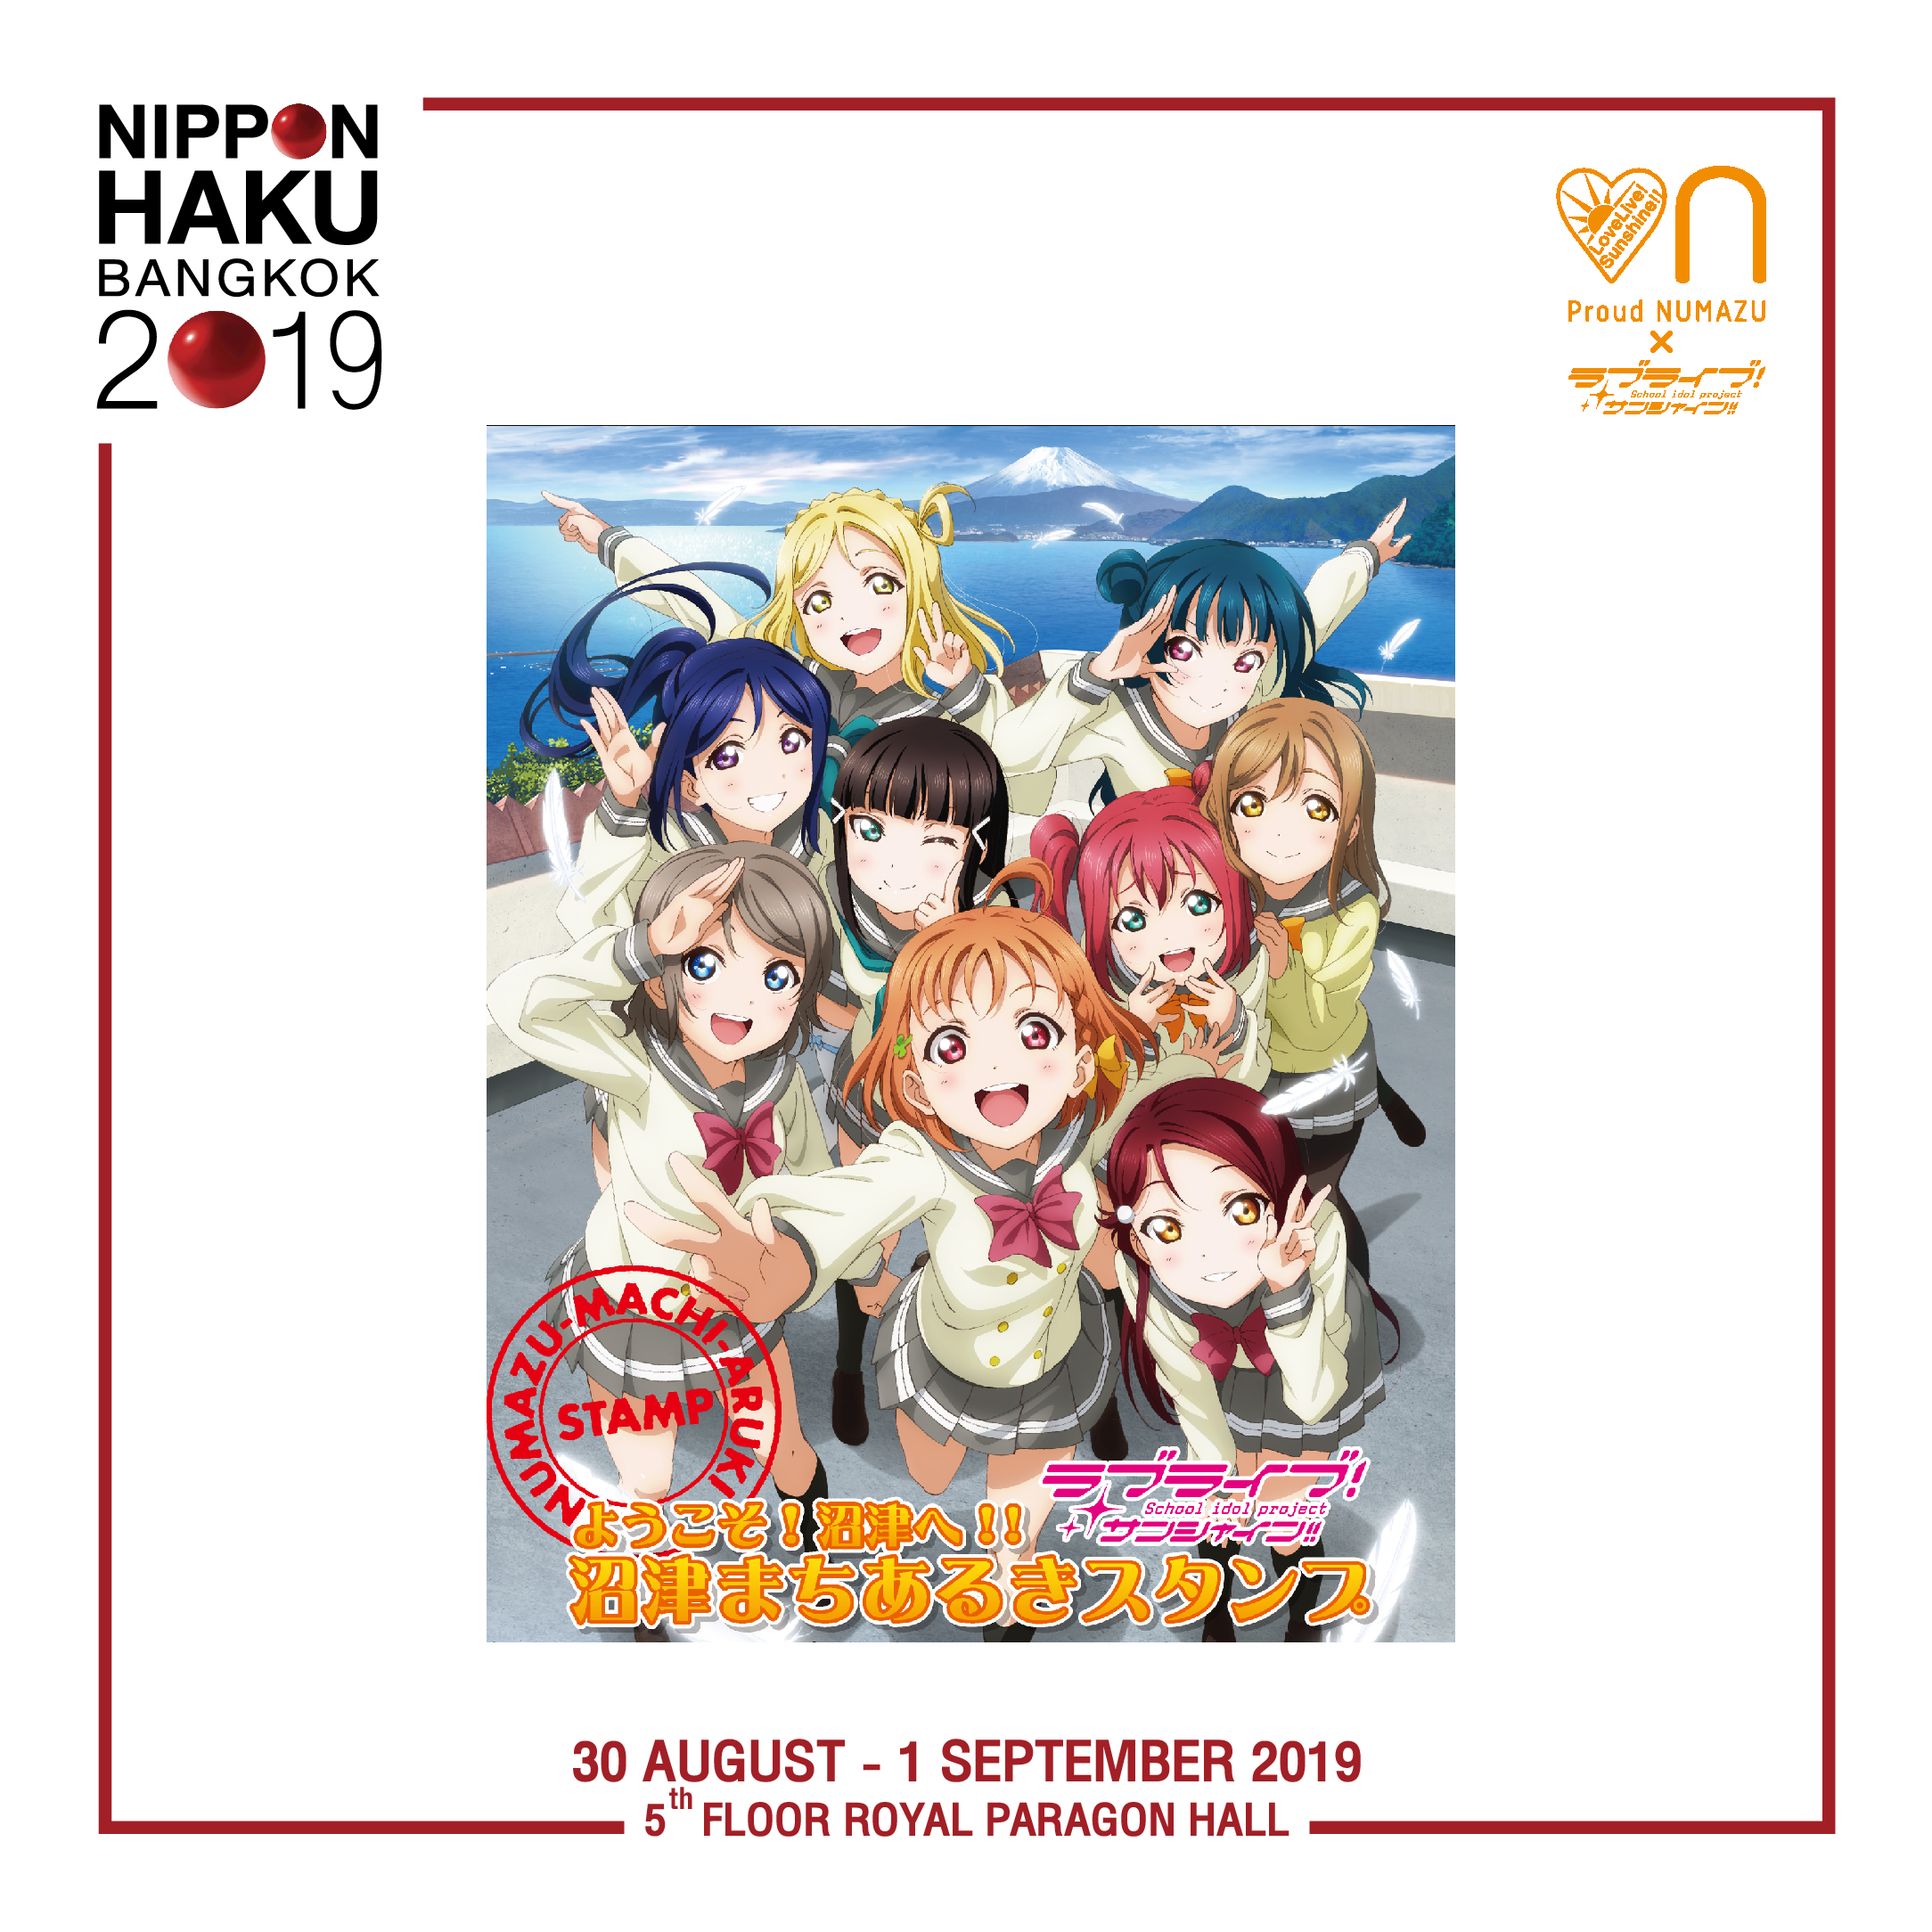 NIPPON
HAKU
BANGKOK
2019
LoveLive!
Sunshine!!
Proud NUMAZU
×
ラブライブ!
School idol project
サンシャイン!!
NUMAZU-MACHI-ARUKI
STAMP
ラブライブ!
School idol project
サンシャイン!!
ようこそ!沼津へ!!
沼津まちあるきスタンプ
30 AUGUST - 1 SEPTEMBER 2019
5th FLOOR ROYAL PARAGON HALL